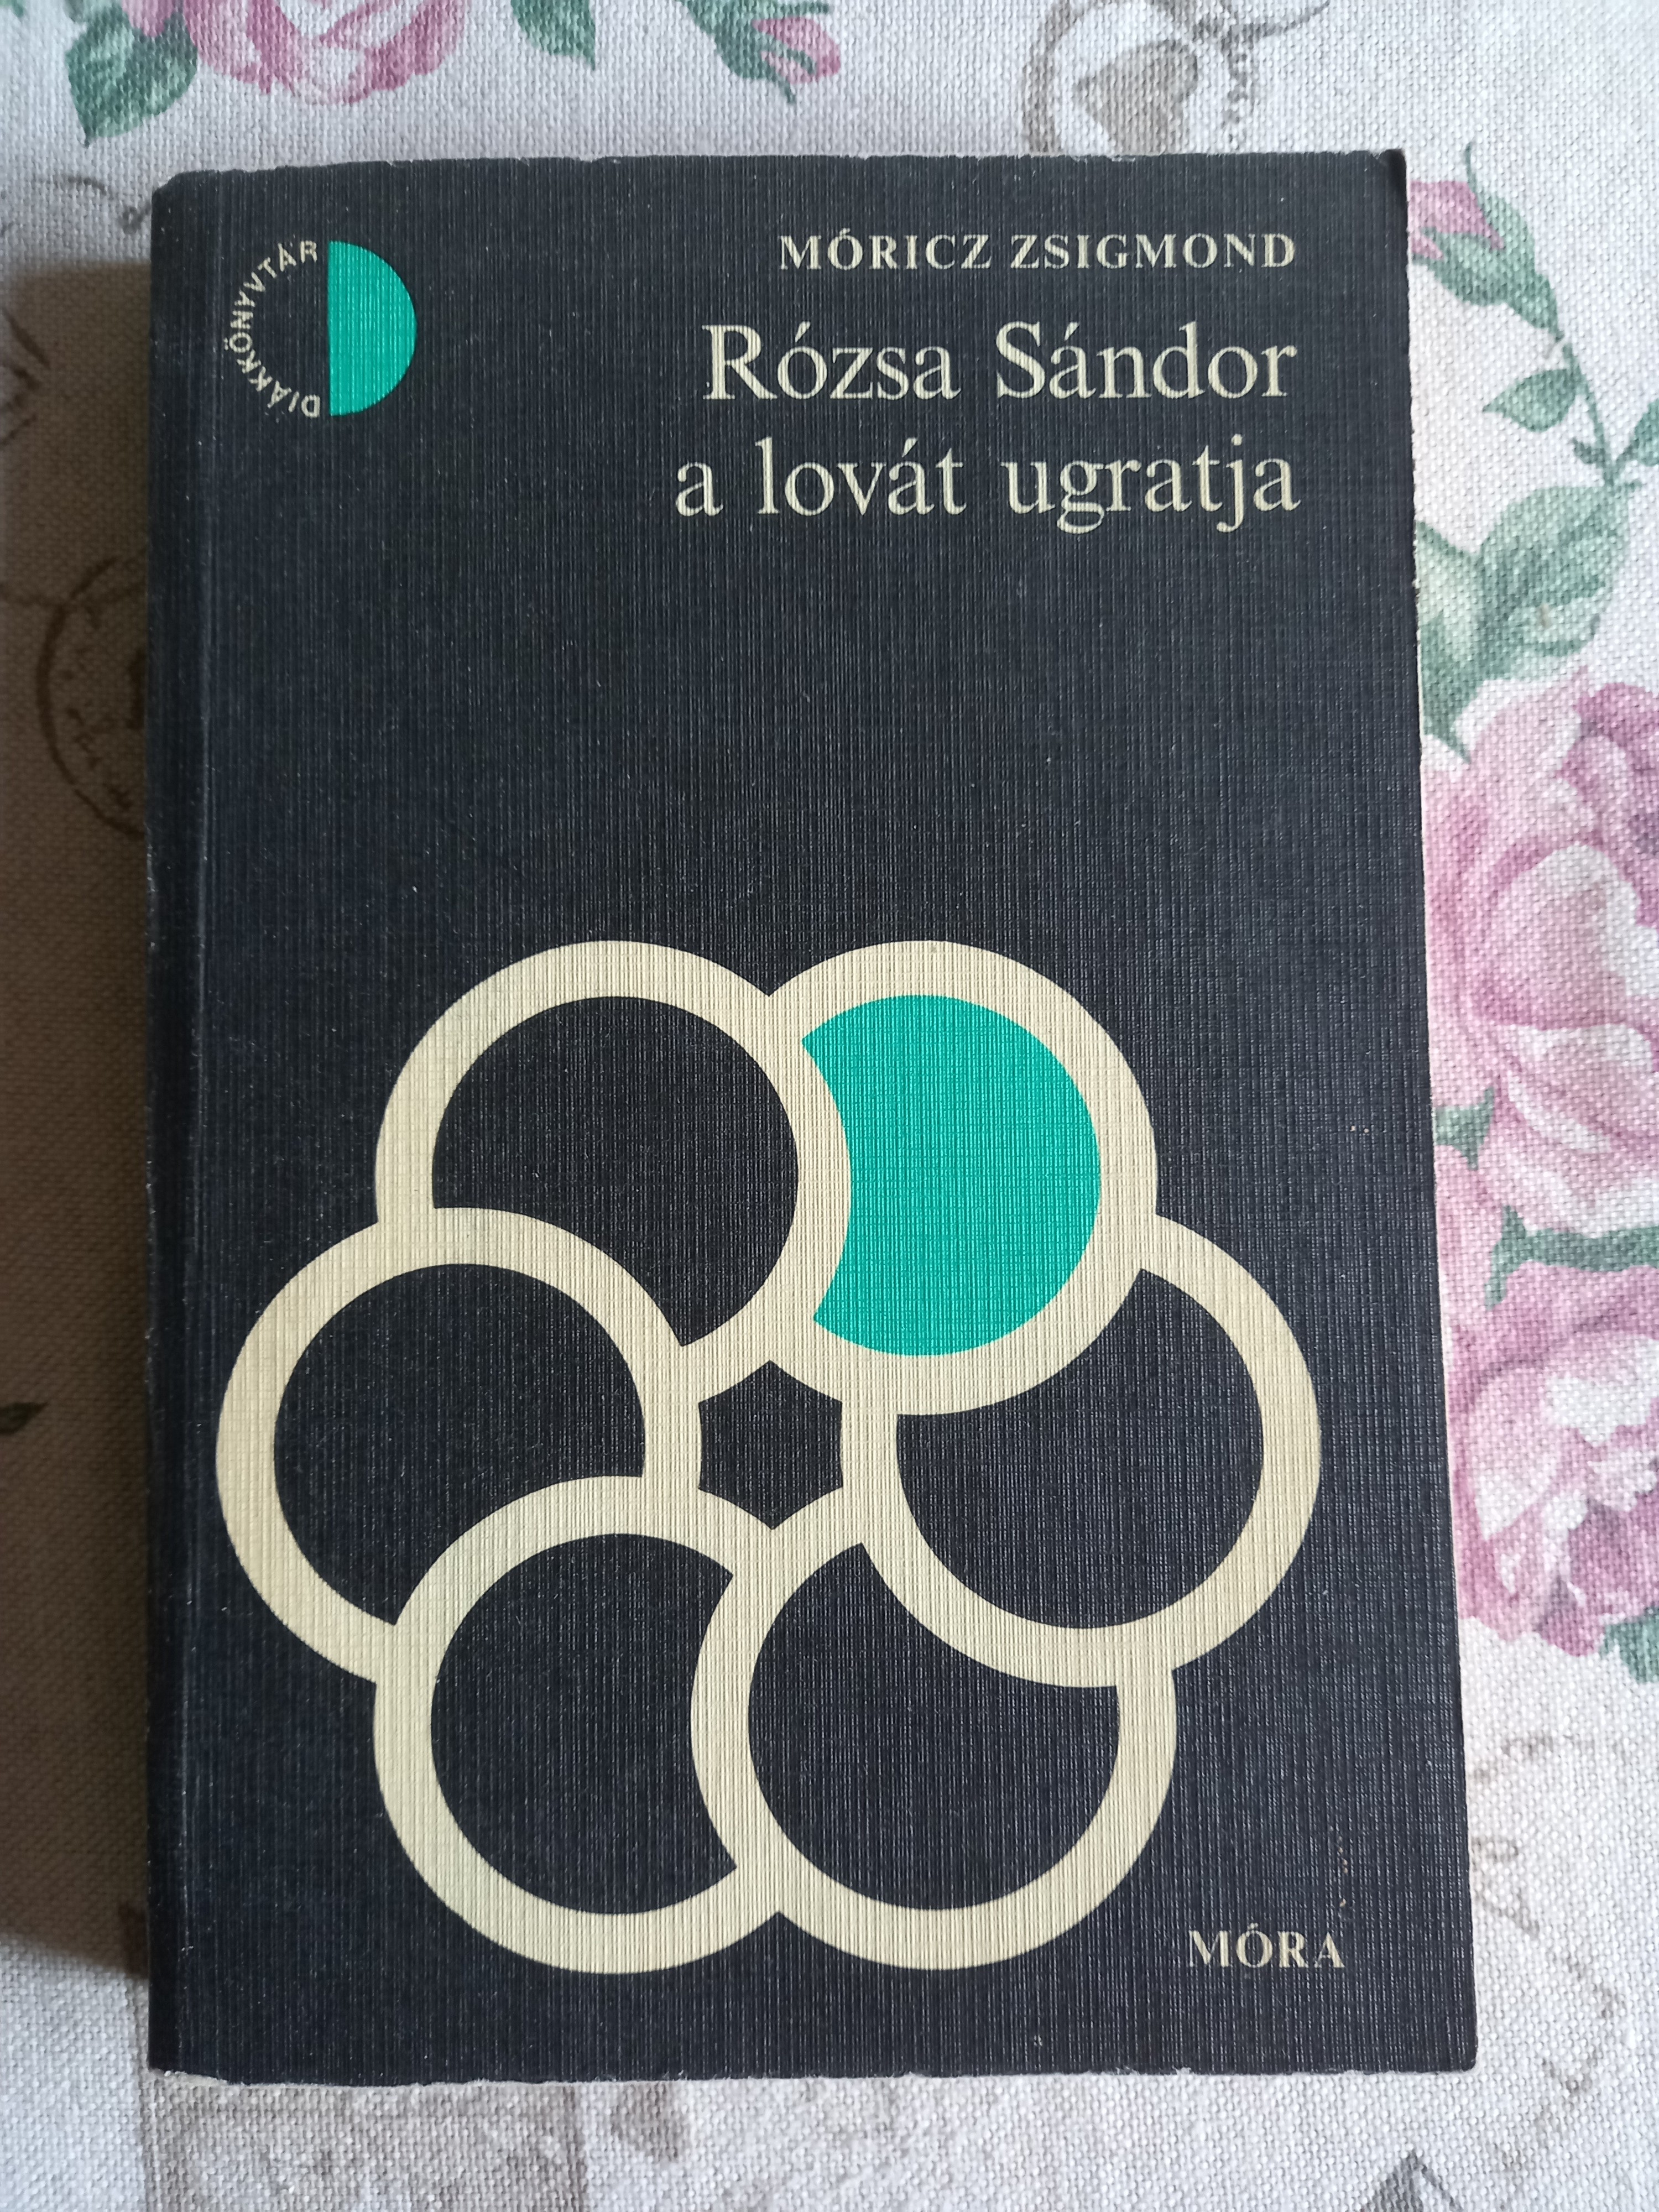 DIÁKKÖNYVTÁR
MÓRICZ ZSIGMOND
Rózsa Sándor
a lovát ugratja
MÓRA